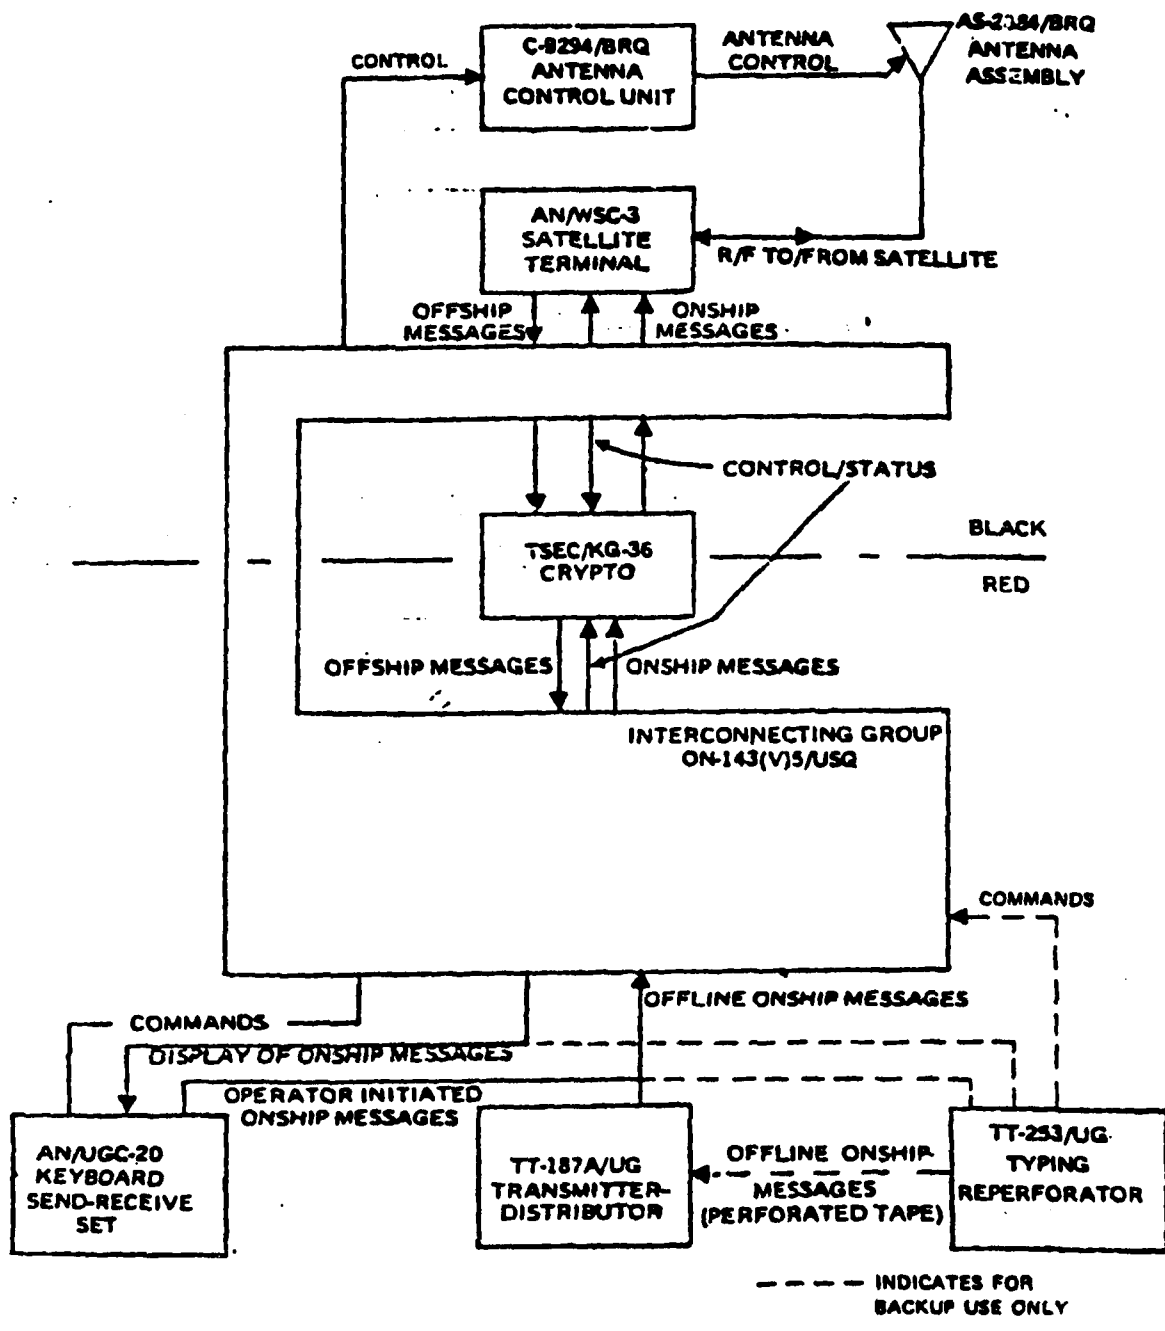 CONTROL
C-8294/BRQ
ANTENNA
CONTROL UNIT
ANTENNA
CONTROL
ANTENNA
ASSEMBLY
AN/WSC-3
SATELLITE
TERMINAL
R/F TO/FROM SATELLITE
OFFSHIP
MESSAGES
ONSHIP
MESSAGES
CONTROL/STATUS
TSEC/KG-36
CRYPTO
BLACK
RED
OFFSHIP MESSAGES
ONSHIP MESSAGES
INTERCONNECTING GROUP
ON-143(V)5/USQ
COMMANDS
OFFLINE ONSHIP MESSAGES
COMMANDS
DISPLAY OF ONSHIP MESSAGES
OPERATOR INITIATED
ONSHIP MESSAGES
AN/UGC-20
KEYBOARD
SEND-RECEIVE
SET
TT-187A/UG
TRANSMITTER-
DISTRIBUTOR
OFFLINE ONSHIP
MESSAGES
(PERFORATED TAPE)
TT-253/UG
TYPING
REPERFORATOR
INDICATES FOR
BACKUP USE ONLY